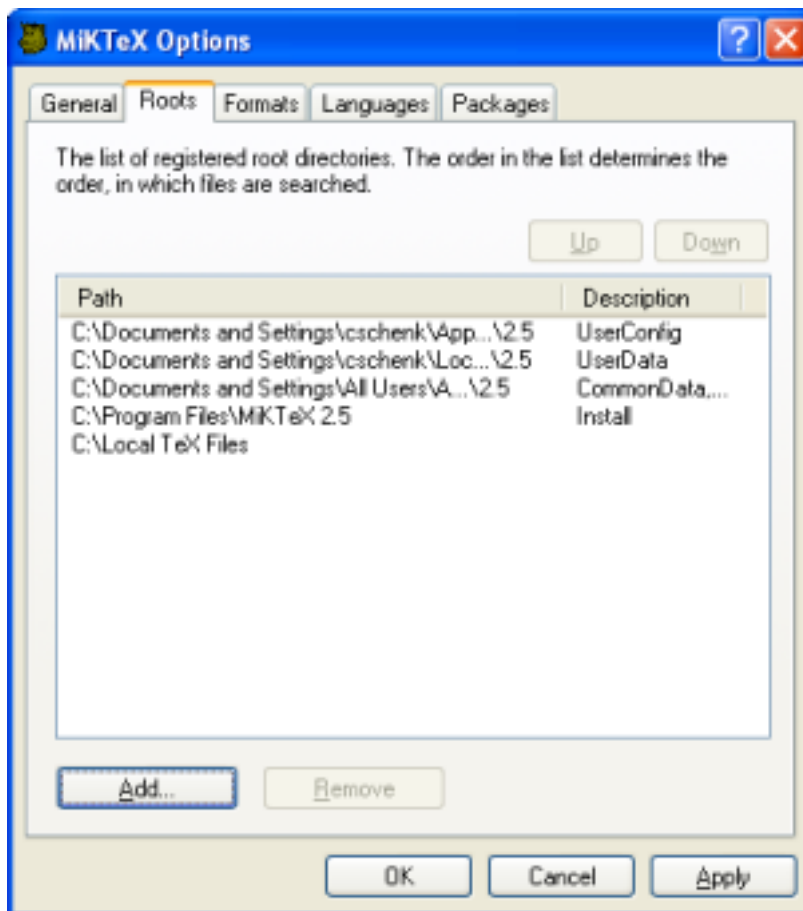 MiKTeX Options
General Roots Formats Languages Packages
The list of registered root directories. The order in the list determines the
order, in which files are searched.
Up Down
Path Description
C:\Documents and Settings\cschenk\App...\2.5 UserConfig
C:\Documents and Settings\cschenk\Loc...\2.5 UserData
C:\Documents and Settings\All Users\A...\2.5 CommonData,...
C:\Program Files\MiKTeX 2.5 Install
C:\Local TeX Files
Add... Remove
OK Cancel Apply